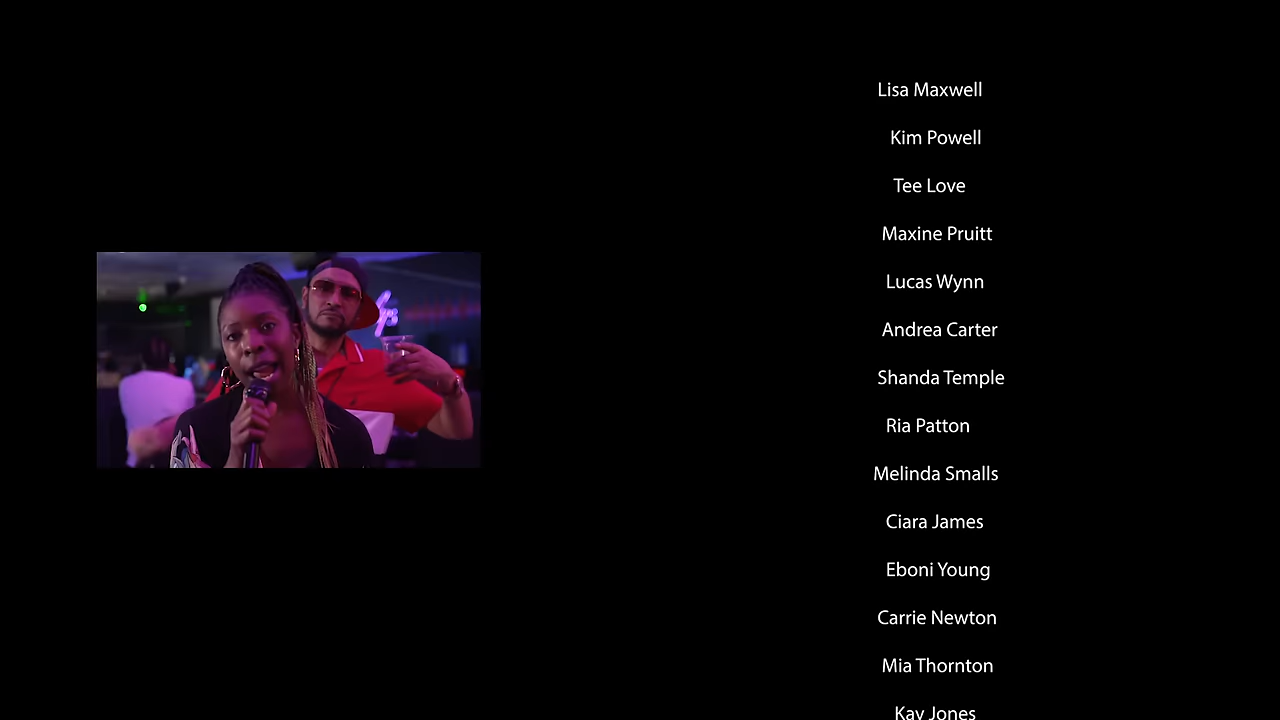 Lisa Maxwell
Kim Powell
Tee Love
Maxine Pruitt
Lucas Wynn
Andrea Carter
Shanda Temple
Ria Patton
Melinda Smalls
Ciara James
Eboni Young
Carrie Newton
Mia Thornton
Kay Jones